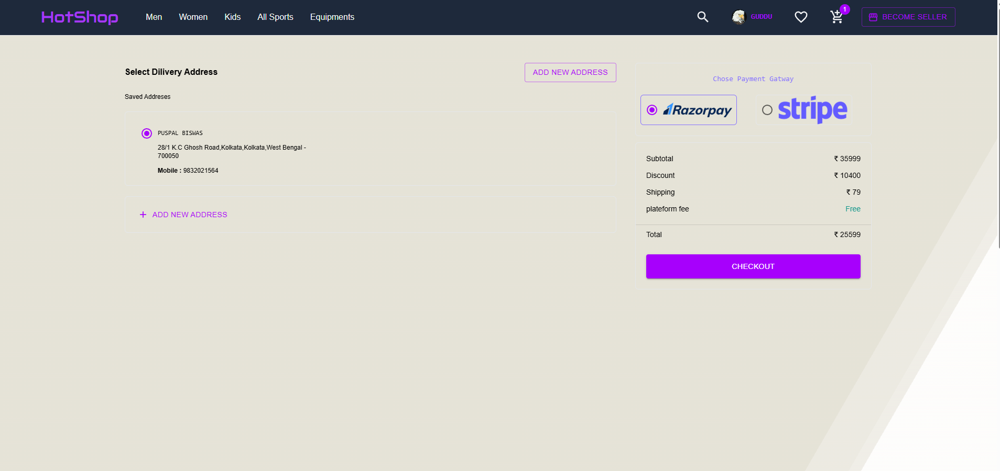 HotShop
Men
Women
Kids
All Sports
Equipments
GUDDU
1
BECOME SELLER
Select Dilivery Address
ADD NEW ADDRESS
Saved Addreses
PUSPAL BISWAS
28/1 K.C Ghosh Road,Kolkata,Kolkata,West Bengal -
700050
Mobile : 9832021564
+ ADD NEW ADDRESS
Chose Payment Gatway
Razorpay
stripe
Subtotal ₹ 35999
Discount ₹ 10400
Shipping ₹ 79
plateform fee Free
Total ₹ 25599
CHECKOUT